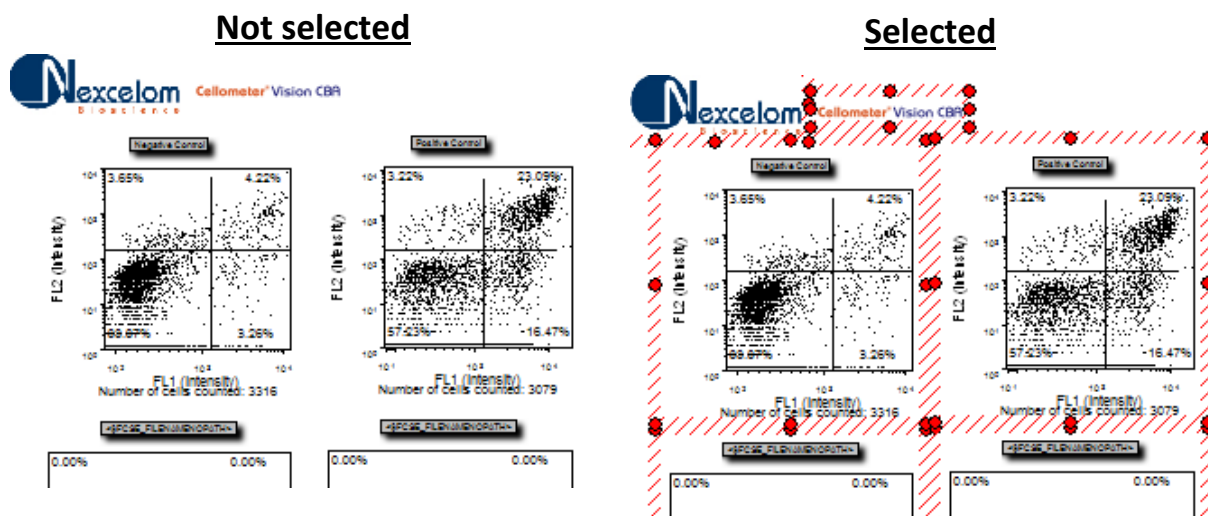 Not selected
Nexcelom
Bioscience
Cellometer® Vision CBA
Negative Control
3.65% 4.22%
FL2 (Intensity)
3.26%
FL1 (Intensity)
Number of cells counted: 3316
Positive Control
3.22% 23.09%
FL2 (Intensity)
57.23% 16.47%
FL1 (Intensity)
Number of cells counted: 3079
<$FCSE_FILENAMENOPATH>
<$FCSE_FILENAMENOPATH>
0.00% 0.00%
0.00% 0.00%
Selected
Nexcelom
Bioscience
Cellometer® Vision CBA
Negative Control
3.65% 4.22%
FL2 (Intensity)
3.26%
FL1 (Intensity)
Number of cells counted: 3316
Positive Control
3.22% 23.09%
FL2 (Intensity)
57.23% 16.47%
FL1 (Intensity)
Number of cells counted: 3079
<$FCSE_FILENAMENOPATH>
<$FCSE_FILENAMENOPATH>
0.00% 0.00%
0.00% 0.00%